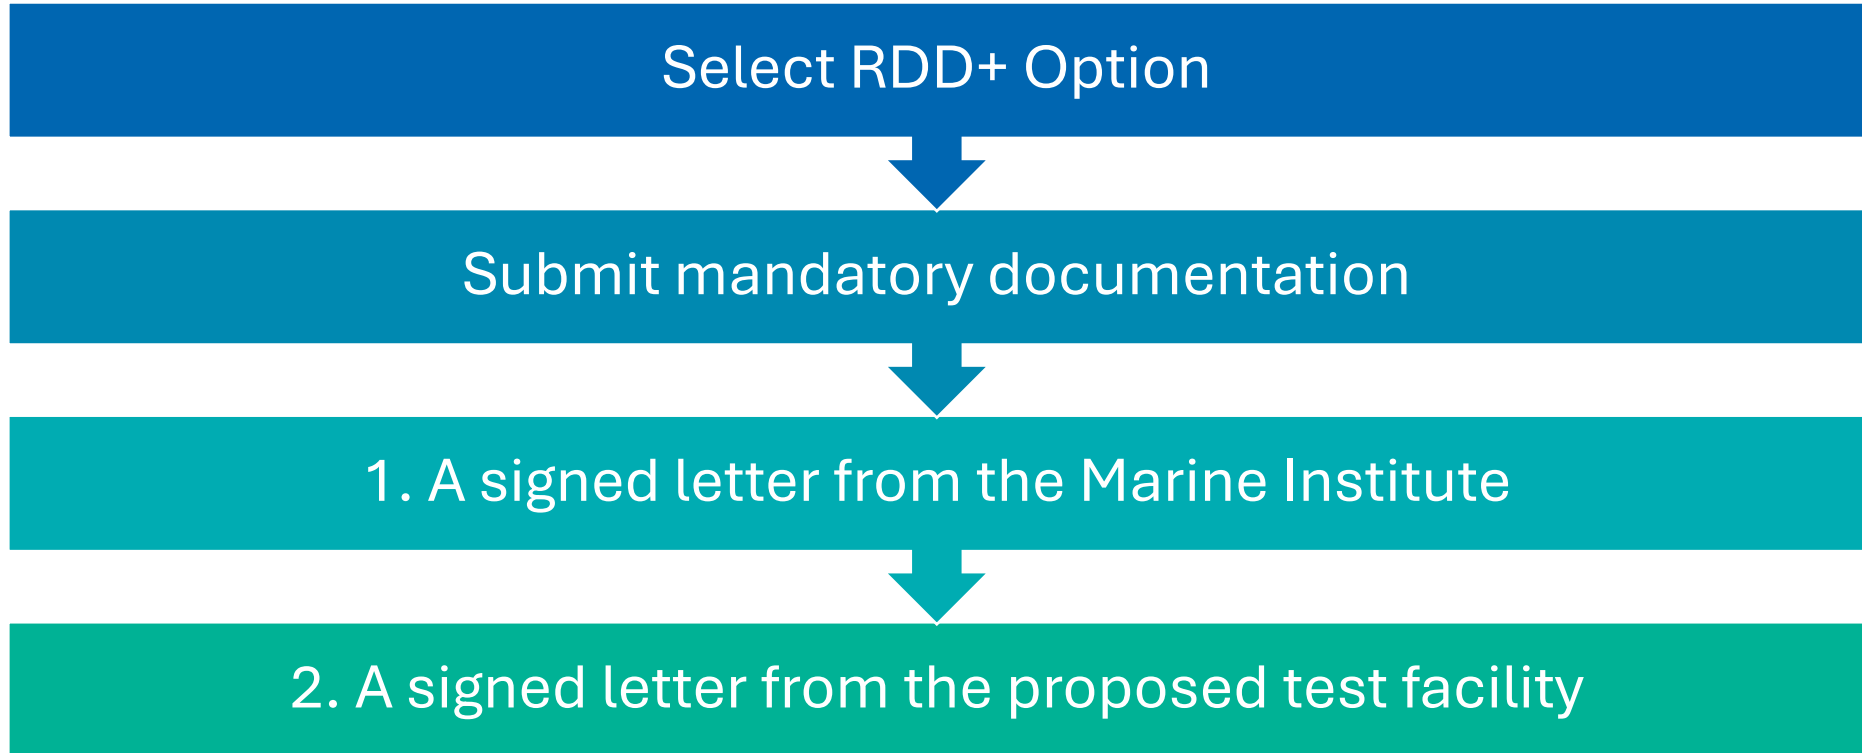 Select RDD+ Option
Submit mandatory documentation
1. A signed letter from the Marine Institute
2. A signed letter from the proposed test facility